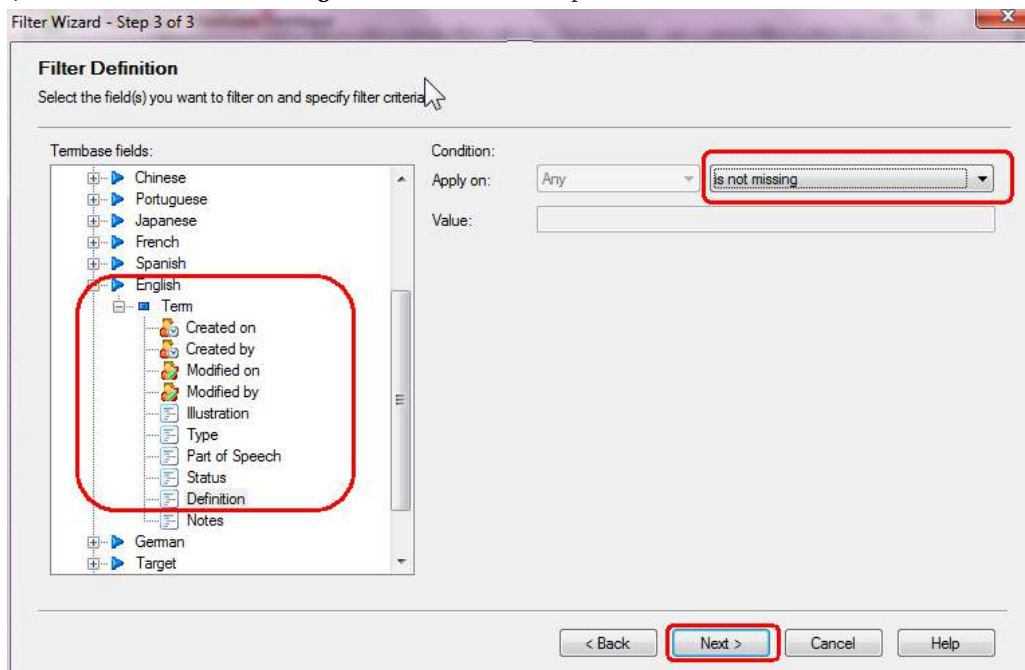 Filter Wizard - Step 3 of 3
Filter Definition
Select the field(s) you want to filter on and specify filter criteria
Termbase fields:
Chinese
Portuguese
Japanese
French
Spanish
English
Term
Created on
Created by
Modified on
Modified by
Illustration
Type
Part of Speech
Status
Definition
Notes
German
Target
Condition:
Apply on:
Any
is not missing
Value:
< Back
Next >
Cancel
Help